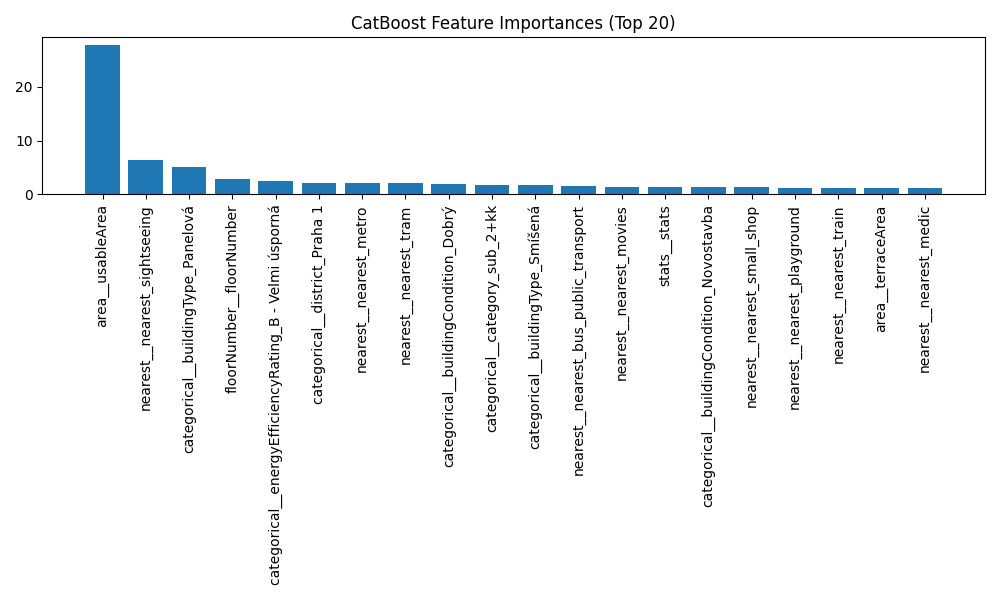 CatBoost Feature Importances (Top 20)
20
10
0
area__usableArea
nearest__nearest_sightseeing
categorical__buildingType_Panelová
floorNumber__floorNumber
categorical__energyEfficiencyRating_B - Velmi úsporná
categorical__district_Praha 1
nearest__nearest_metro
nearest__nearest_tram
categorical__buildingCondition_Dobrý
categorical__category_sub_2+kk
categorical__buildingType_Smíšená
nearest__nearest_bus_public_transport
nearest__nearest_movies
stats__stats
categorical__buildingCondition_Novostavba
nearest__nearest_small_shop
nearest__nearest_playground
nearest__nearest_train
area__terraceArea
nearest__nearest_medic